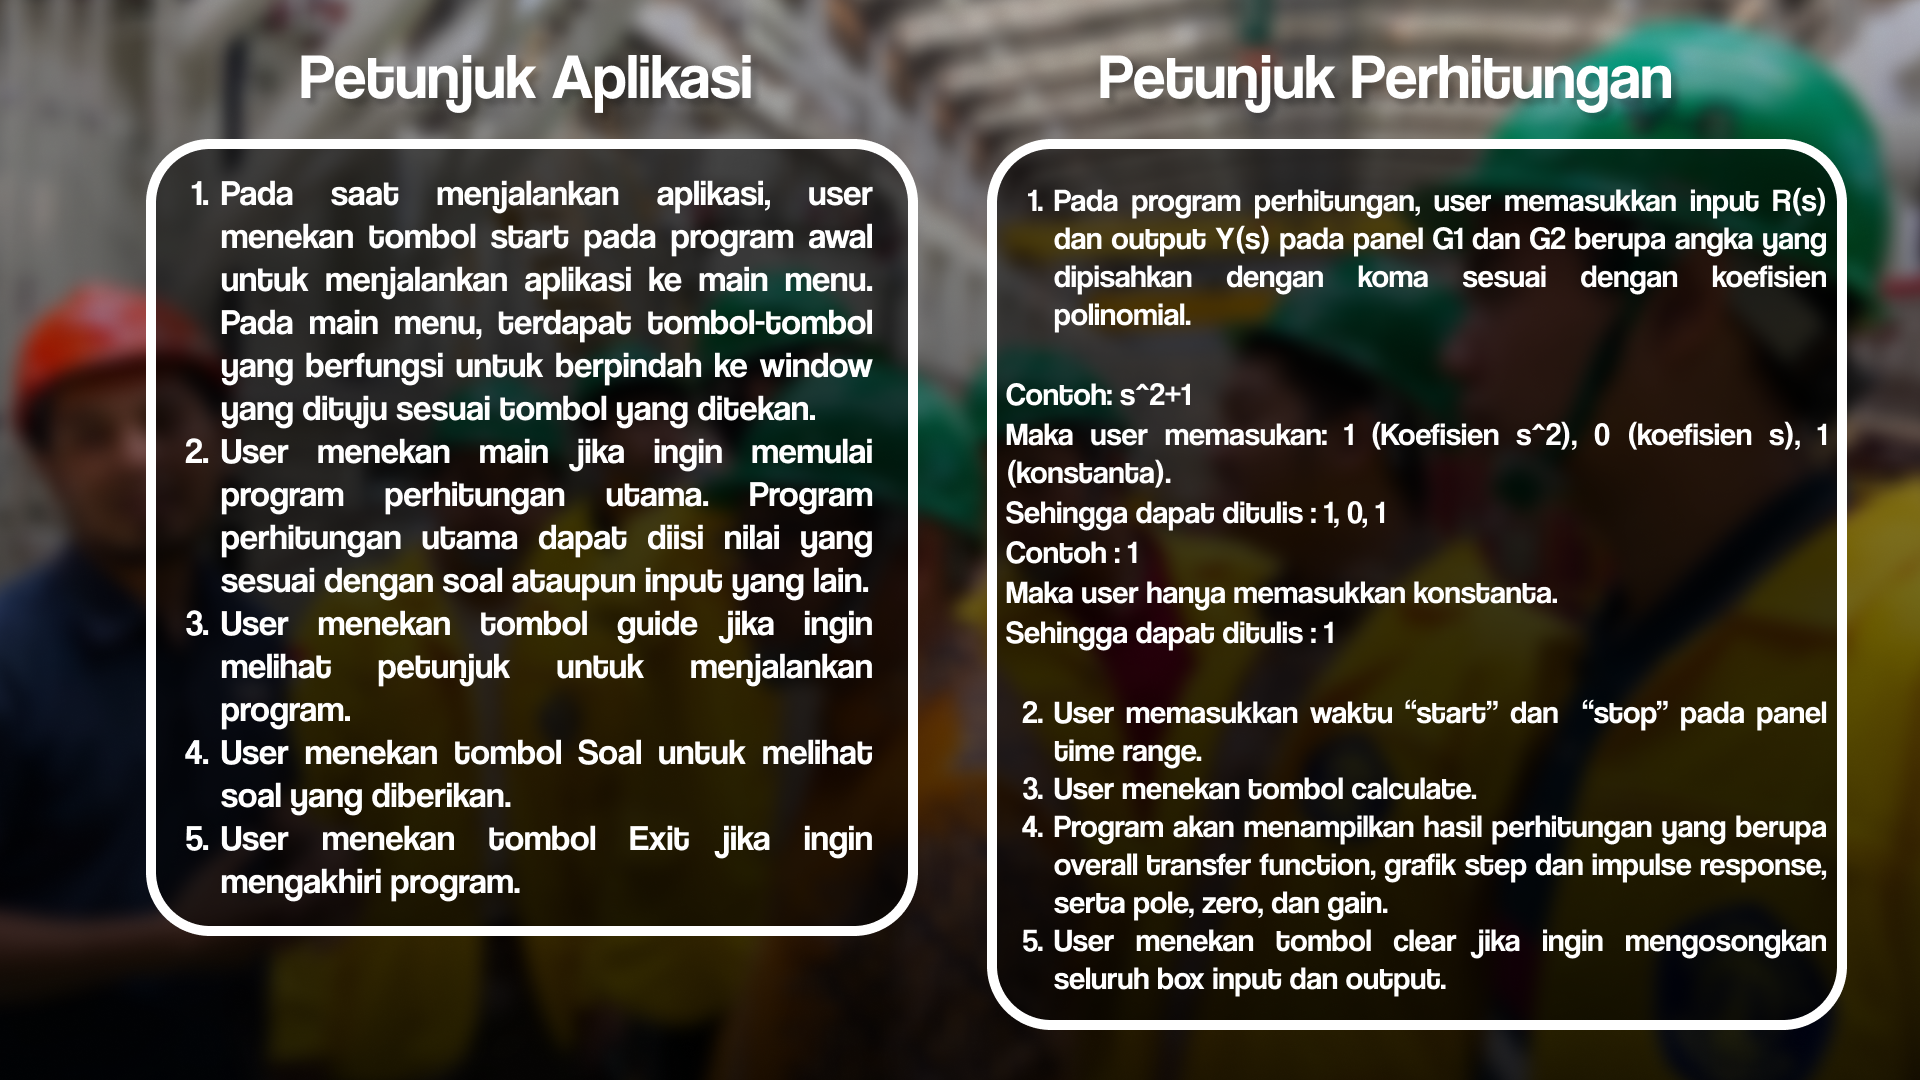 Petunjuk Aplikasi
1. Pada saat menjalankan aplikasi, user
menekan tombol start pada program awal
untuk menjalankan aplikasi ke main menu.
Pada main menu, terdapat tombol-tombol
yang berfungsi untuk berpindah ke window
yang dituju sesuai tombol yang ditekan.
2. User menekan main jika ingin memulai
program perhitungan utama. Program
perhitungan utama dapat diisi nilai yang
sesuai dengan soal ataupun input yang lain.
3. User menekan tombol guide jika ingin
melihat petunjuk untuk menjalankan
program.
4. User menekan tombol Soal untuk melihat
soal yang diberikan.
5. User menekan tombol Exit jika ingin
mengakhiri program.
Petunjuk Perhitungan
1. Pada program perhitungan, user memasukkan input R(s)
dan output Y(s) pada panel G1 dan G2 berupa angka yang
dipisahkan dengan koma sesuai dengan koefisien
polinomial.
Contoh: s^2+1
Maka user memasukan: 1 (Koefisien s^2), 0 (koefisien s), 1
(konstanta).
Sehingga dapat ditulis : 1, 0, 1
Contoh : 1
Maka user hanya memasukkan konstanta.
Sehingga dapat ditulis : 1
2. User memasukkan waktu “start” dan “stop” pada panel
time range.
3. User menekan tombol calculate.
4. Program akan menampilkan hasil perhitungan yang berupa
overall transfer function, grafik step dan impulse response,
serta pole, zero, dan gain.
5. User menekan tombol clear jika ingin mengosongkan
seluruh box input dan output.